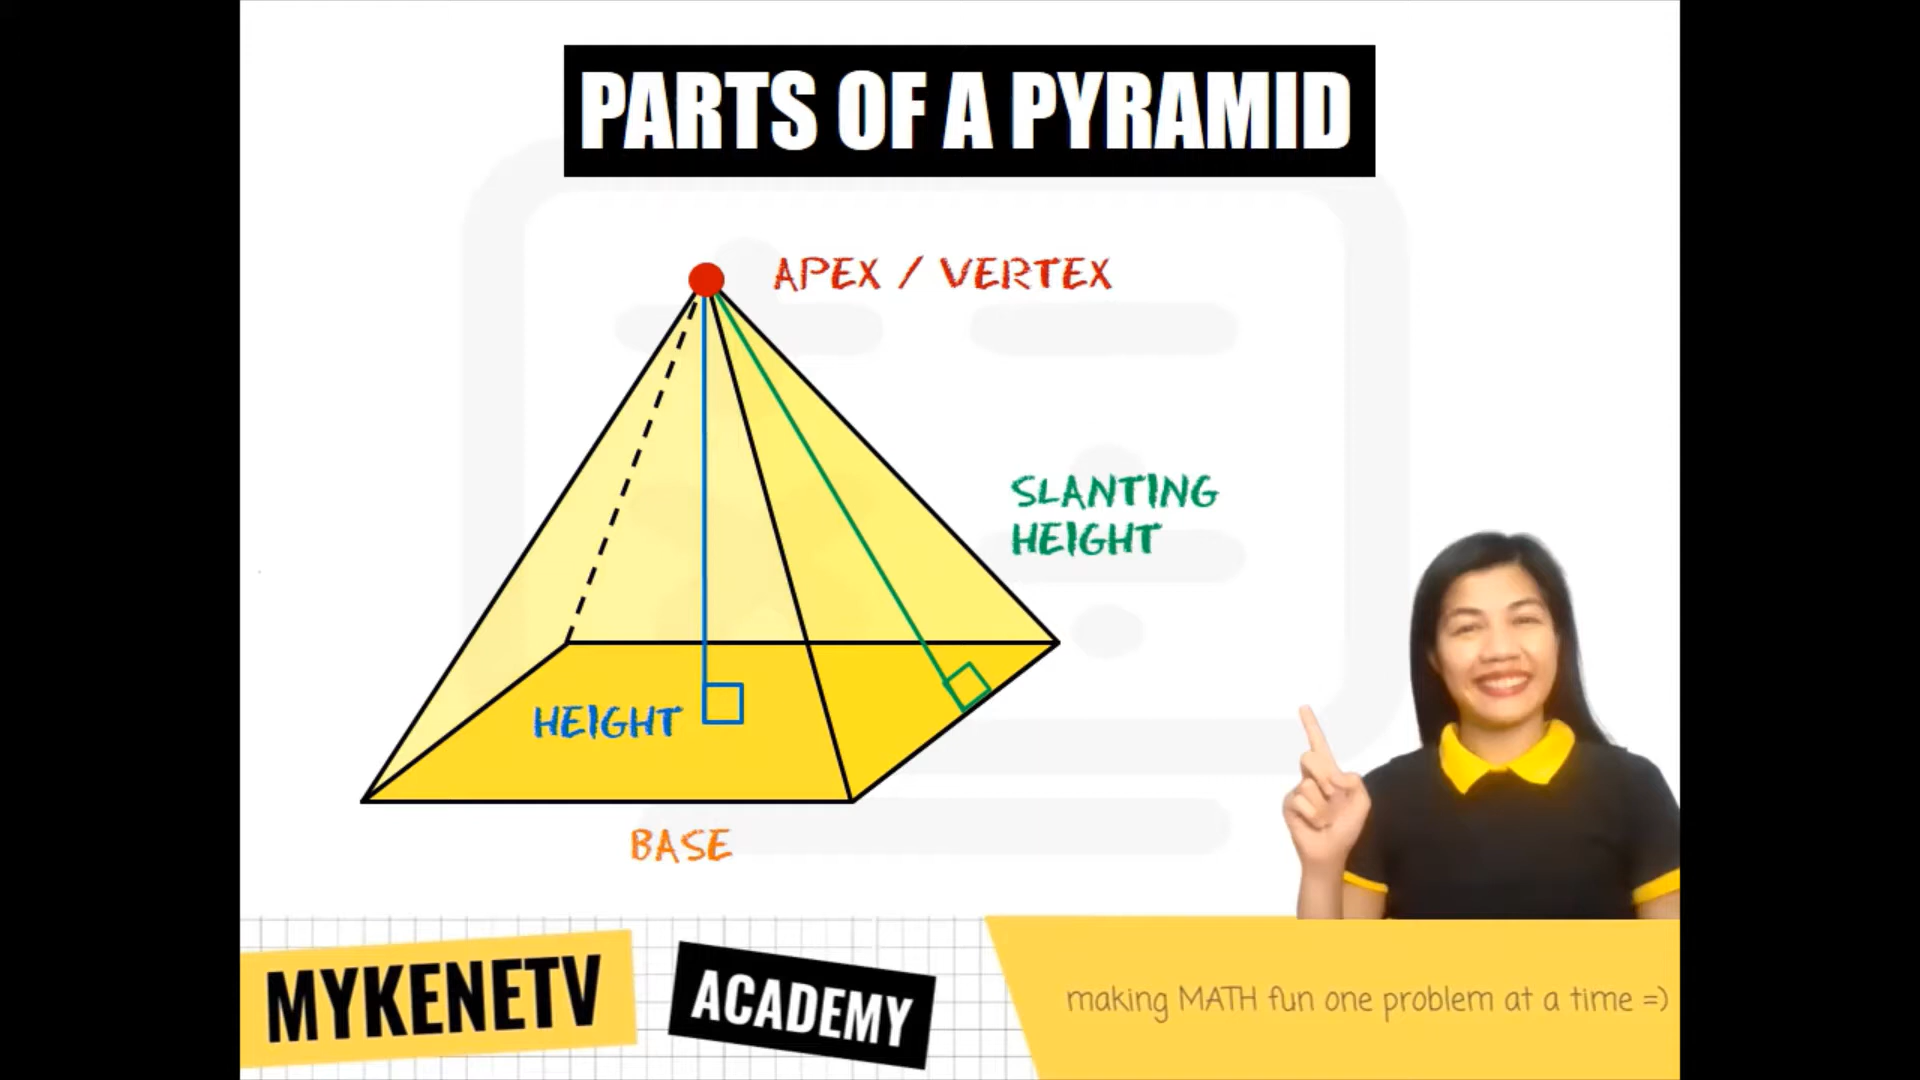 PARTS OF A PYRAMID
APEX / VERTEX
SLANTING
HEIGHT
HEIGHT
BASE
MYKENETV
ACADEMY
making MATH fun one problem at a time =)